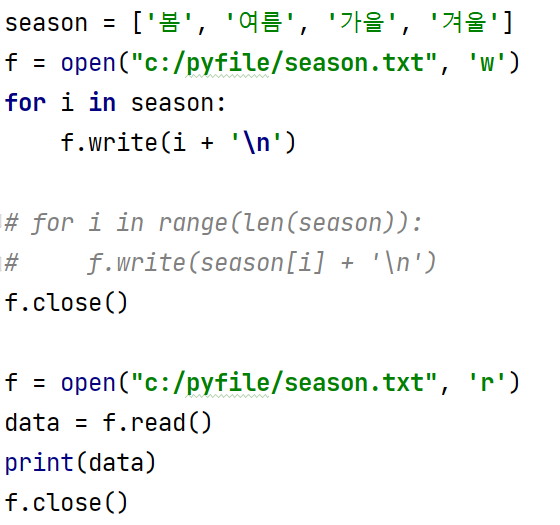 season = ['봄', '여름', '가을', '겨울']
f = open("c:/pyfile/season.txt", 'w')
for i in season:
    f.write(i + '\n')
# for i in range(len(season)):
#     f.write(season[i] + '\n')
f.close()
f = open("c:/pyfile/season.txt", 'r')
data = f.read()
print(data)
f.close()